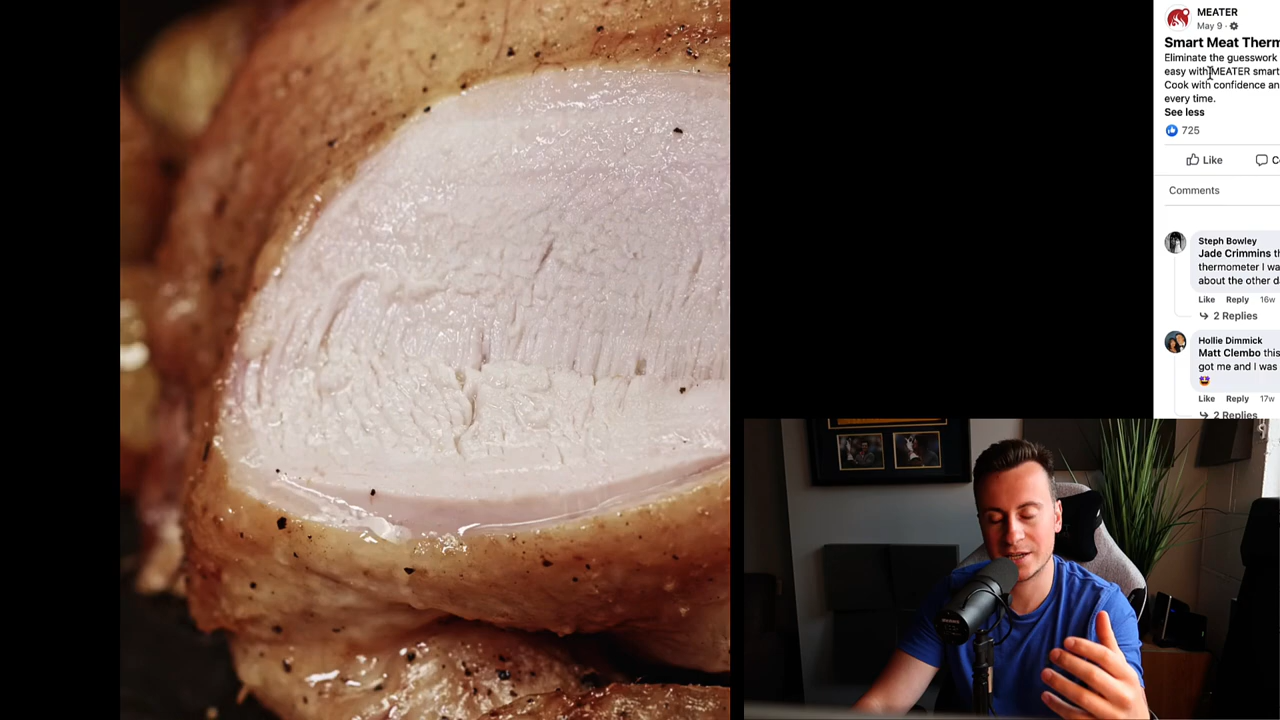 MEATER
May 9 ·
Smart Meat Therm
Eliminate the guesswork
easy with MEATER smart
Cook with confidence an
every time.
See less
725
Like
C
Comments
Steph Bowley
Jade Crimmins th
thermometer I wa
about the other d
Like Reply 16w
2 Replies
Hollie Dimmick
Matt Clembo this
got me and I was
🤩
Like Reply 17w
2 Replies